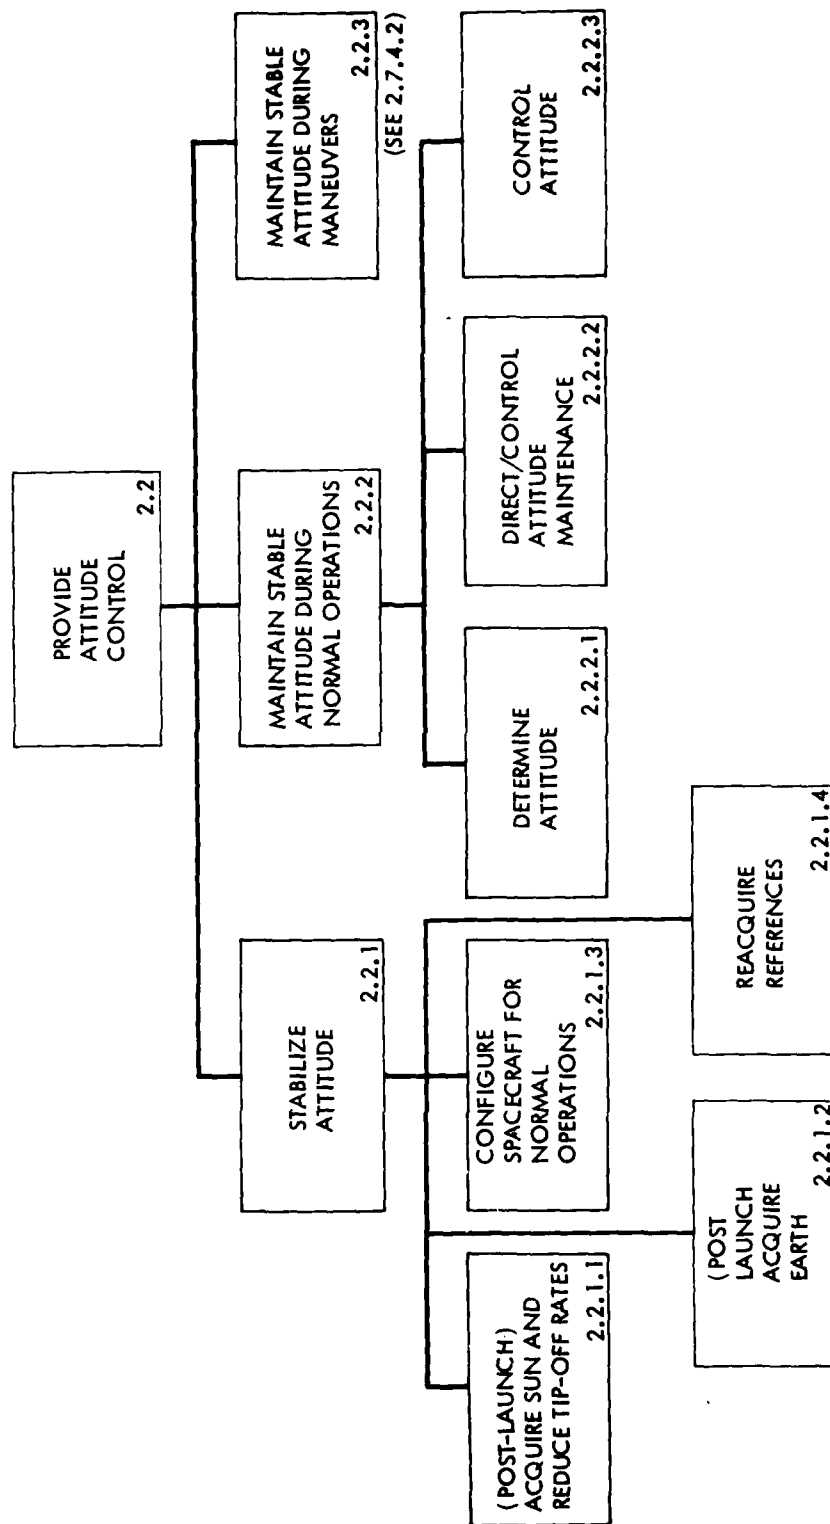 PROVIDE
ATTITUDE
CONTROL
2.2
STABILIZE
ATTITUDE
2.2.1
MAINTAIN STABLE
ATTITUDE DURING
NORMAL OPERATIONS
2.2.2
MAINTAIN STABLE
ATTITUDE DURING
MANEUVERS
2.2.3
(SEE 2.7.4.2)
(POST-LAUNCH)
ACQUIRE SUN AND
REDUCE TIP-OFF RATES
2.2.1.1
CONFIGURE
SPACECRAFT FOR
NORMAL
OPERATIONS
2.2.1.3
DETERMINE
ATTITUDE
2.2.2.1
DIRECT/CONTROL
ATTITUDE
MAINTENANCE
2.2.2.2
CONTROL
ATTITUDE
2.2.2.3
(POST
LAUNCH
ACQUIRE
EARTH
2.2.1.2
REACQUIRE
REFERENCES
2.2.1.4